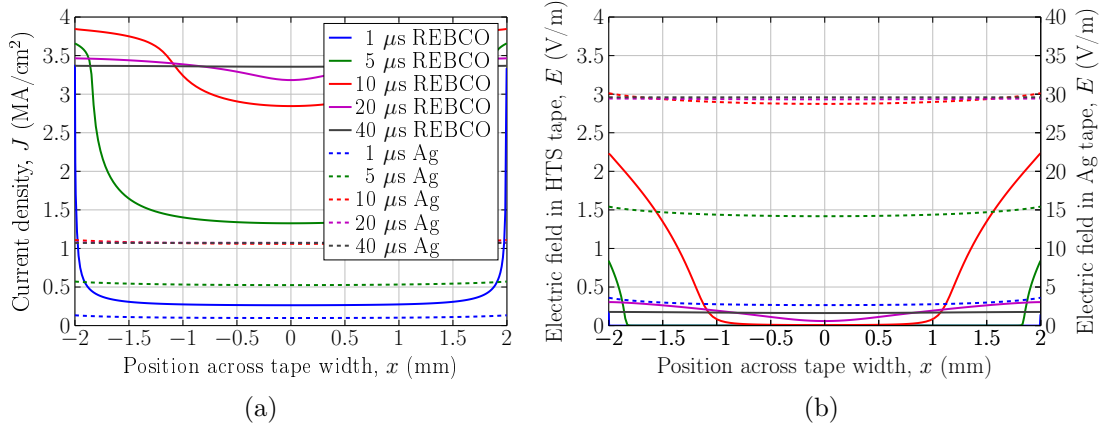 Current density, J (MA/cm²)
4
3.5
3
2.5
2
1.5
1
0.5
0
−2 −1.5 −1 −0.5 0 0.5 1 1.5 2
Position across tape width, x (mm)
1 μs REBCO
5 μs REBCO
10 μs REBCO
20 μs REBCO
40 μs REBCO
1 μs Ag
5 μs Ag
10 μs Ag
20 μs Ag
40 μs Ag
(a)
Electric field in HTS tape, E (V/m)
4
3.5
3
2.5
2
1.5
1
0.5
0
−2 −1.5 −1 −0.5 0 0.5 1 1.5 2
Position across tape width, x (mm)
40
35
30
25
20
15
10
5
0
Electric field in Ag tape, E (V/m)
(b)